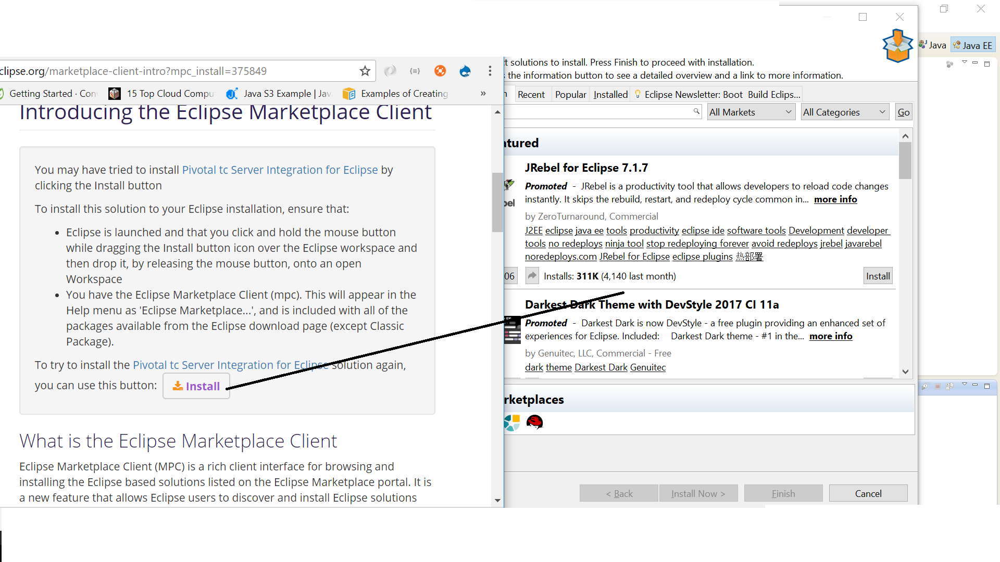 clipse.org/marketplace-client-intro?mpc_install=375849
Getting Started · Con
15 Top Cloud Compu
Java S3 Example | Jav
Examples of Creating
»
Introducing the Eclipse Marketplace Client
You may have tried to install Pivotal tc Server Integration for Eclipse by
clicking the Install button
To install this solution to your Eclipse installation, ensure that:
• Eclipse is launched and that you click and hold the mouse button
while dragging the Install button icon over the Eclipse workspace and
then drop it, by releasing the mouse button, onto an open
Workspace
• You have the Eclipse Marketplace Client (mpc). This will appear in the
Help menu as 'Eclipse Marketplace...', and is included with all of the
packages available from the Eclipse download page (except Classic
Package).
To try to install the Pivotal tc Server Integration for Eclipse solution again,
you can use this button: Install
What is the Eclipse Marketplace Client
Eclipse Marketplace Client (MPC) is a rich client interface for browsing and
installing the Eclipse based solutions listed on the Eclipse Marketplace portal. It is
a new feature that allows Eclipse users to discover and install Eclipse solutions
t solutions to install. Press Finish to proceed with installation.
the information button to see a detailed overview and a link to more information.
Recent Popular Installed Eclipse Newsletter: Boot Build Eclips...
All Markets All Categories Go
atured
JRebel for Eclipse 7.1.7
Promoted - JRebel is a productivity tool that allows developers to reload code changes
instantly. It skips the rebuild, restart, and redeploy cycle common in... more info
by ZeroTurnaround, Commercial
J2EE eclipse java ee tools productivity eclipse ide software tools Development developer
tools no redeploys ninja tool stop redeploying forever avoid redeploys jrebel javarebel
noredeploys.com JRebel for Eclipse eclipse plugins 热部署
06 Installs: 311K (4,140 last month) Install
Darkest Dark Theme with DevStyle 2017 CI 11a
Promoted - Darkest Dark is now DevStyle - a free plugin providing an enhanced set of
experiences for Eclipse. Included: Darkest Dark theme - #1 in the... more info
by Genuitec, LLC, Commercial - Free
dark theme Darkest Dark Genuitec
rketplaces
< Back Install Now > Finish Cancel
Java Java EE